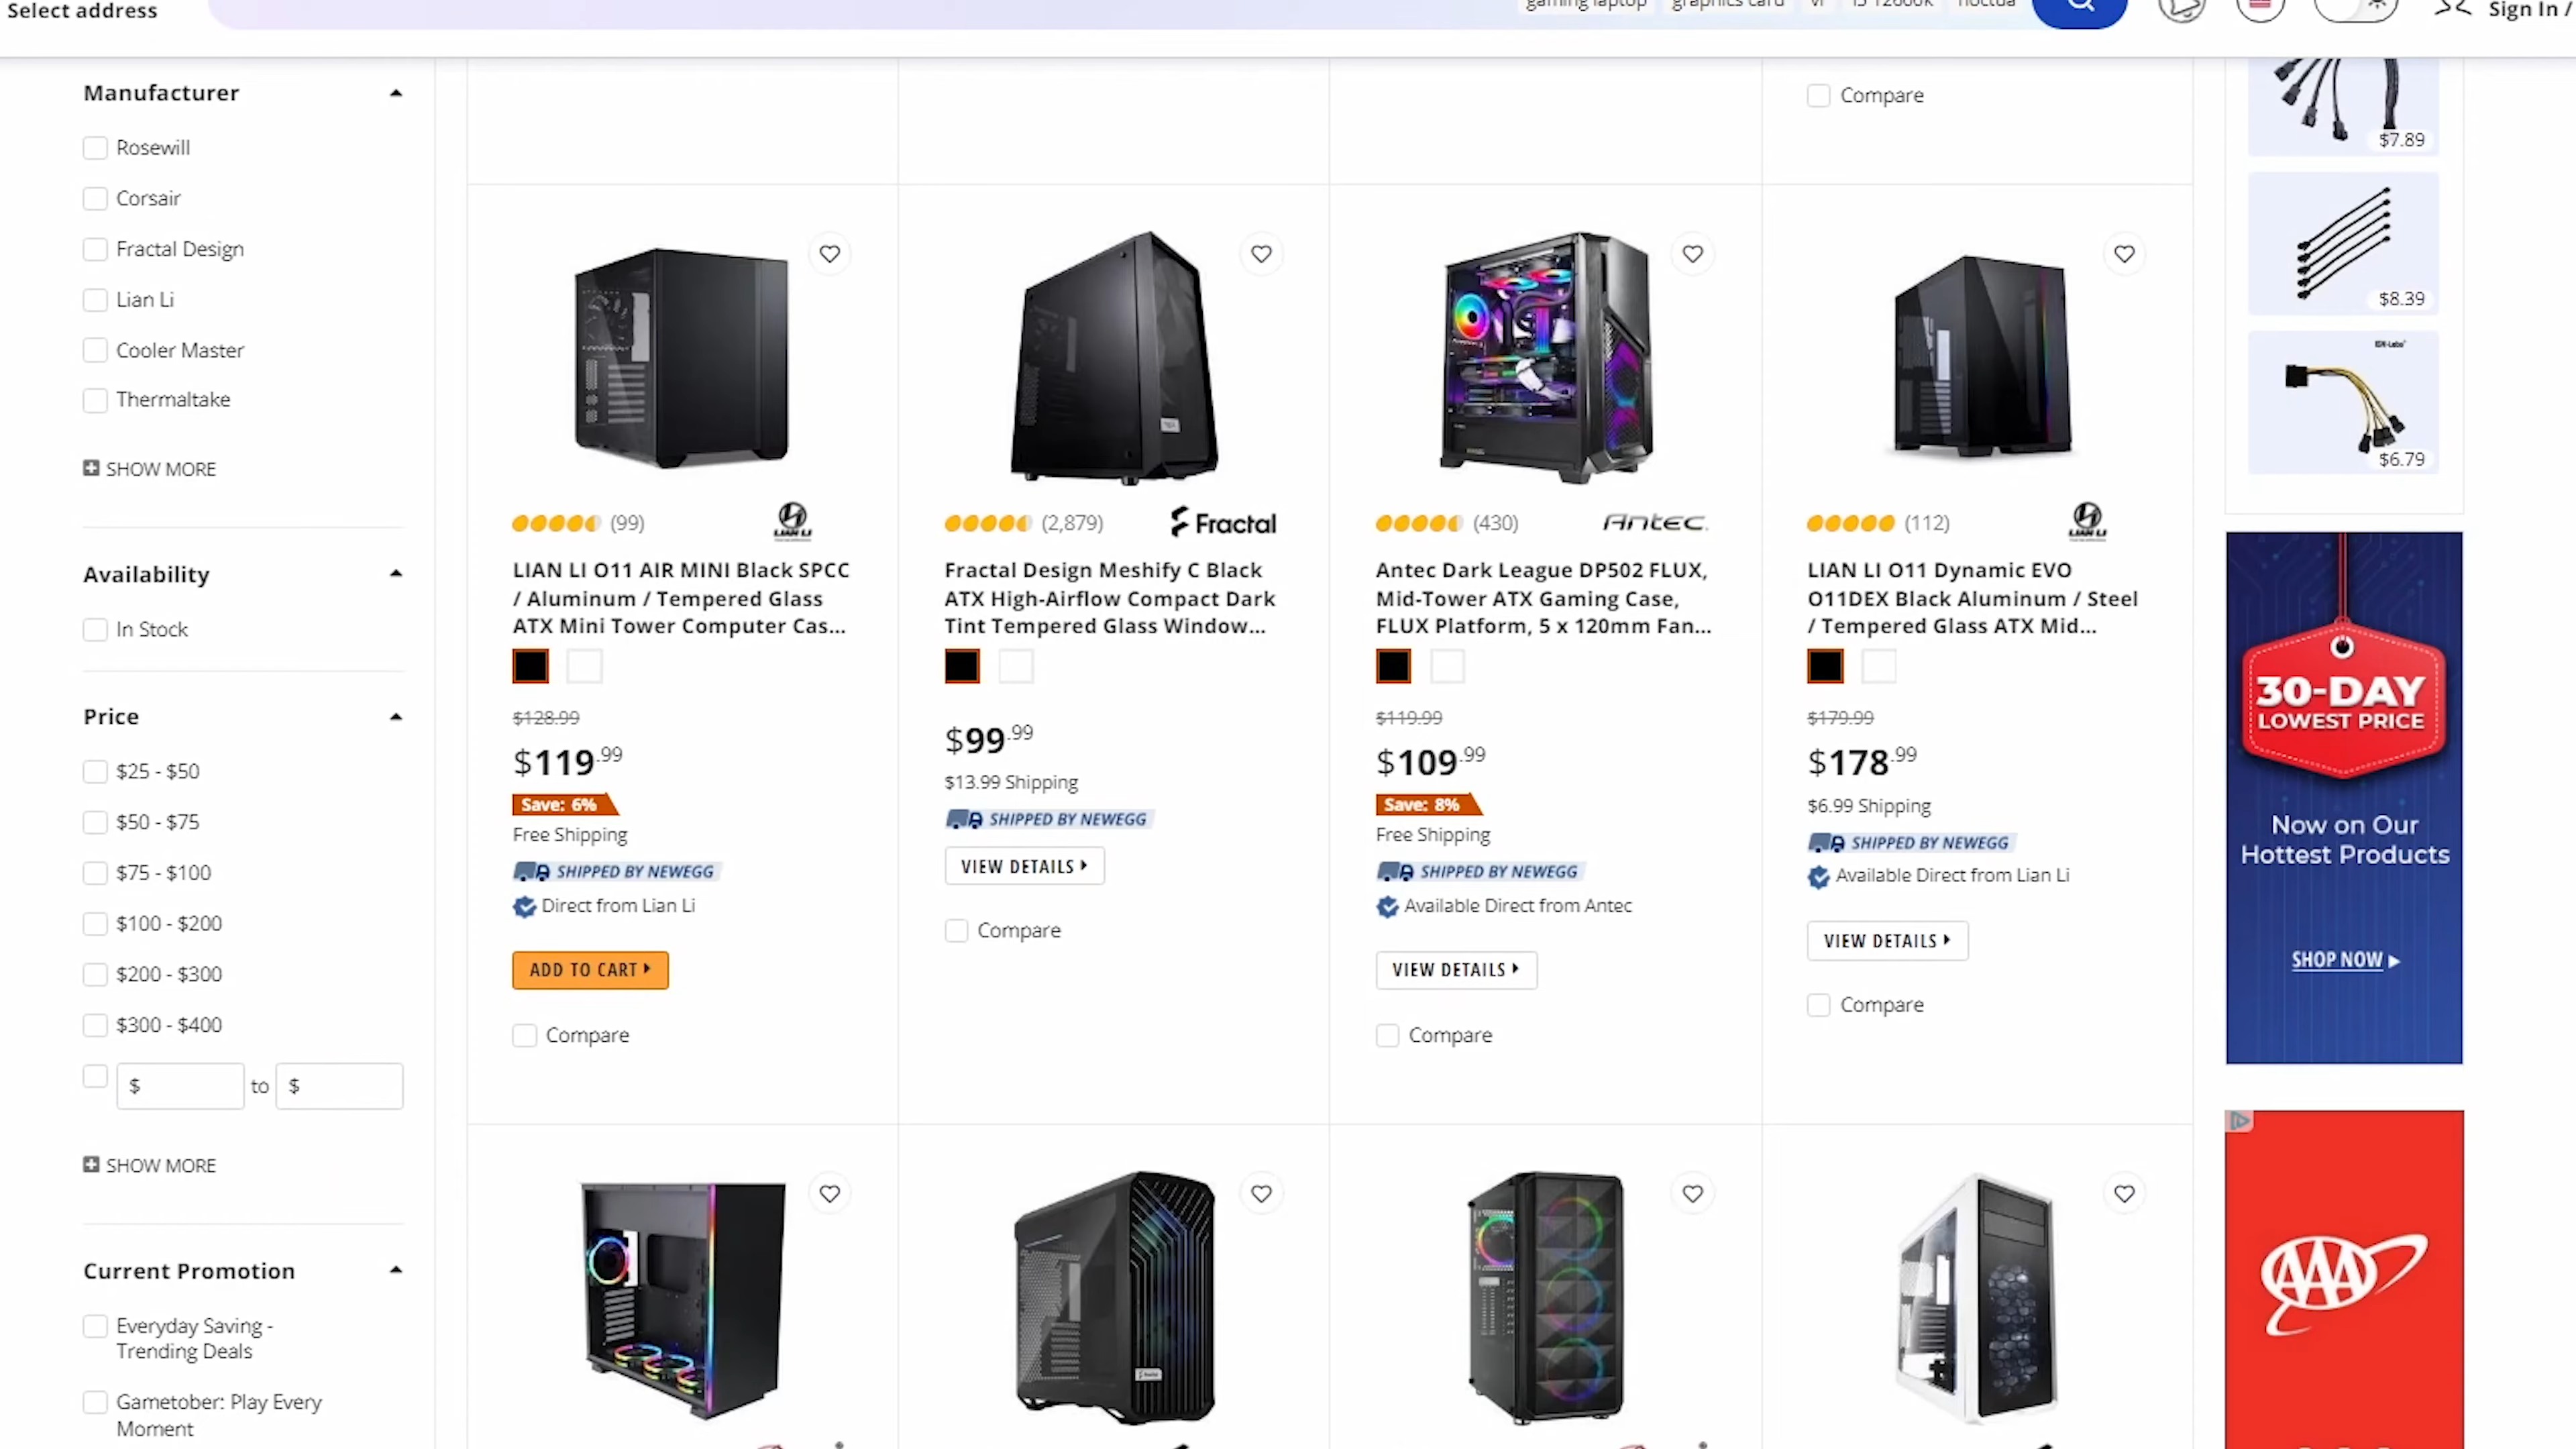 Select address
gaming laptop graphics card i5 12600k noctua
Sign In /
Manufacturer
Rosewill
Corsair
Fractal Design
Lian Li
Cooler Master
Thermaltake
SHOW MORE
Availability
In Stock
Price
$25 - $50
$50 - $75
$75 - $100
$100 - $200
$200 - $300
$300 - $400
$ to $
SHOW MORE
Current Promotion
Everyday Saving -
Trending Deals
Gametober: Play Every
Moment
Compare
(99) LIAN LI
LIAN LI O11 AIR MINI Black SPCC
/ Aluminum / Tempered Glass
ATX Mini Tower Computer Cas...
$128.99
$119.99
Save: 6%
Free Shipping
SHIPPED BY NEWEGG
Direct from Lian Li
ADD TO CART
Compare
(2,879) Fractal
Fractal Design Meshify C Black
ATX High-Airflow Compact Dark
Tint Tempered Glass Window...
$99.99
$13.99 Shipping
SHIPPED BY NEWEGG
VIEW DETAILS
Compare
(430) Antec
Antec Dark League DP502 FLUX,
Mid-Tower ATX Gaming Case,
FLUX Platform, 5 x 120mm Fan...
$119.99
$109.99
Save: 8%
Free Shipping
SHIPPED BY NEWEGG
Available Direct from Antec
VIEW DETAILS
Compare
(112) LIAN LI
LIAN LI O11 Dynamic EVO
O11DEX Black Aluminum / Steel
/ Tempered Glass ATX Mid...
$179.99
$178.99
$6.99 Shipping
SHIPPED BY NEWEGG
Available Direct from Lian Li
VIEW DETAILS
Compare
$7.89
$8.39
$6.79
30-DAY
LOWEST PRICE
Now on Our
Hottest Products
SHOP NOW
AAA